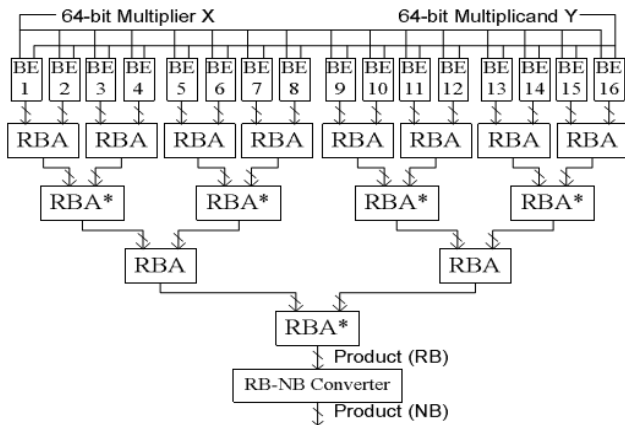 64-bit Multiplier X 64-bit Multiplicand Y
BE BE BE BE BE BE BE BE BE BE BE BE BE BE BE BE
1 2 3 4 5 6 7 8 9 10 11 12 13 14 15 16
RBA RBA RBA RBA RBA RBA RBA RBA
RBA* RBA* RBA* RBA*
RBA RBA
RBA*
Product (RB)
RB-NB Converter
Product (NB)